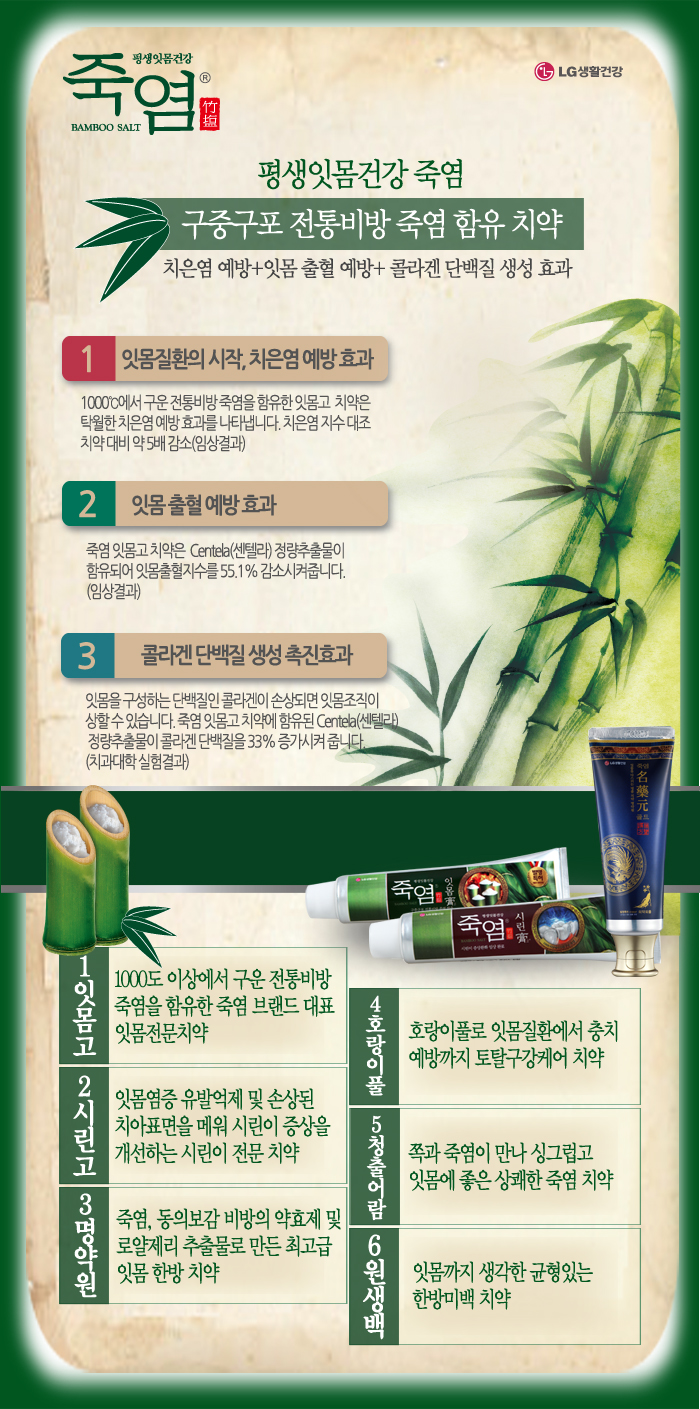 평생잇몸건강
죽염®
BAMBOO SALT
竹塩
LG생활건강
평생잇몸건강 죽염
구중구포 전통비방 죽염 함유 치약
치은염 예방+잇몸 출혈 예방+ 콜라겐 단백질 생성 효과
1 잇몸질환의 시작, 치은염 예방 효과
1000℃에서 구운 전통비방 죽염을 함유한 잇몸고 치약은
탁월한 치은염 예방 효과를 나타냅니다. 치은염 지수 대조
치약 대비 약 5배 감소(임상결과)
2 잇몸 출혈 예방 효과
죽염 잇몸고 치약은 Centela(센텔라) 정량추출물이
함유되어 잇몸출혈지수를 55.1% 감소시켜줍니다.
(임상결과)
3 콜라겐 단백질 생성 촉진효과
잇몸을 구성하는 단백질인 콜라겐이 손상되면 잇몸조직이
상할 수 있습니다. 죽염 잇몸고 치약에 함유된 Centela(센텔라)
정량추출물이 콜라겐 단백질을 33% 증가시켜 줍니다.
(치과대학 실험결과)
名藥元
죽염
잇몸膏
죽염
시린膏
1잇몸고
1000도 이상에서 구운 전통비방
죽염을 함유한 죽염 브랜드 대표
잇몸전문치약
2시린고
잇몸염증 유발억제 및 손상된
치아표면을 메워 시린이 증상을
개선하는 시린이 전문 치약
3명약원
죽염, 동의보감 비방의 약효제 및
로얄제리 추출물로 만든 최고급
잇몸 한방 치약
4호랑이풀
호랑이풀로 잇몸질환에서 충치
예방까지 토탈구강케어 치약
5청출어람
쪽과 죽염이 만나 싱그럽고
잇몸에 좋은 상쾌한 죽염 치약
6원생백
잇몸까지 생각한 균형있는
한방미백 치약